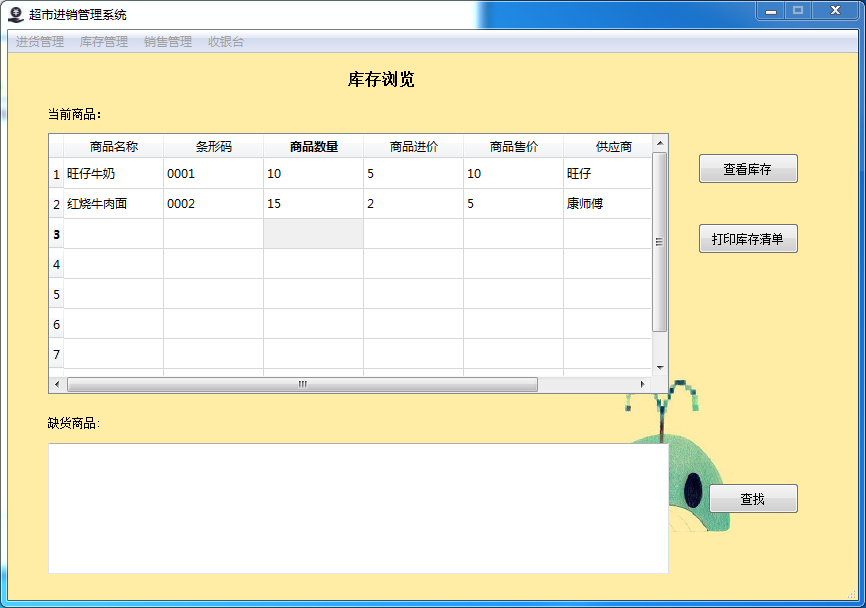 超市进销管理系统
进货管理 库存管理 销售管理 收银台
库存浏览
当前商品：
商品名称 条形码 商品数量 商品进价 商品售价 供应商
1 旺仔牛奶 0001 10 5 10 旺仔
2 红烧牛肉面 0002 15 2 5 康师傅
3
4
5
6
7
查看库存
打印库存清单
缺货商品：
查找